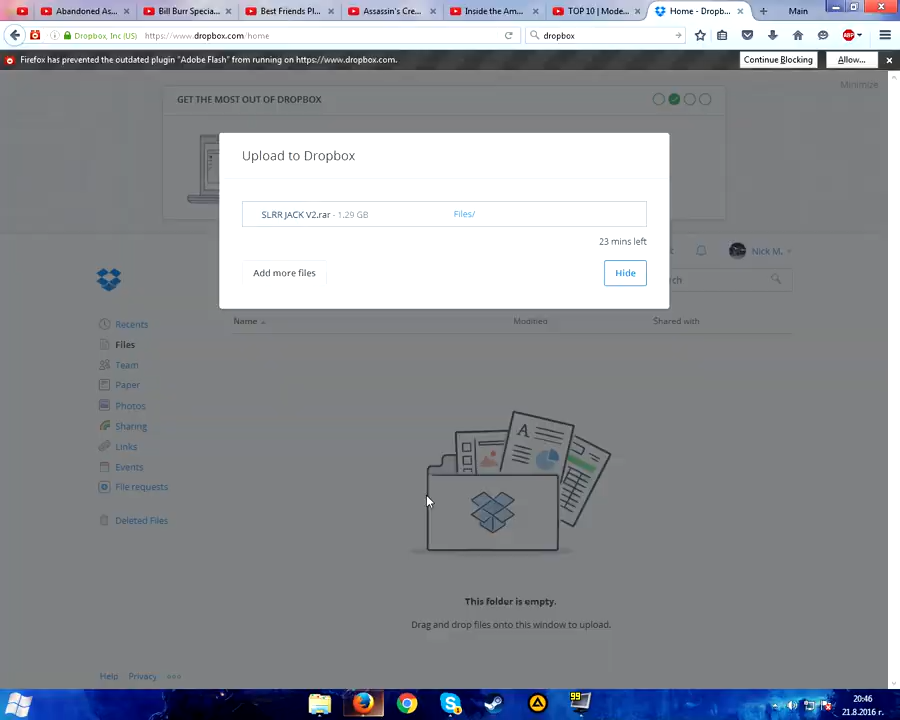 Abandoned As... Bill Burr Specia... Best Friends Pl... Assassin's Cre... Inside the Am... TOP 10 | Mode... Home - Dropb... Main
Dropbox, Inc (US) https://www.dropbox.com/home dropbox ABP
Firefox has prevented the outdated plugin "Adobe Flash" from running on https://www.dropbox.com. Continue Blocking Allow...
Minimize
GET THE MOST OUT OF DROPBOX
Upload to Dropbox
SLRR JACK V2.rar - 1.29 GB Files/
23 mins left
Nick M.
Add more files Hide
rch
Name Modified Shared with
Recents
Files
Team
Paper
Photos
Sharing
Links
Events
File requests
Deleted Files
A
This folder is empty.
Drag and drop files onto this window to upload.
Help Privacy
99
20:46
21.8.2016 г.